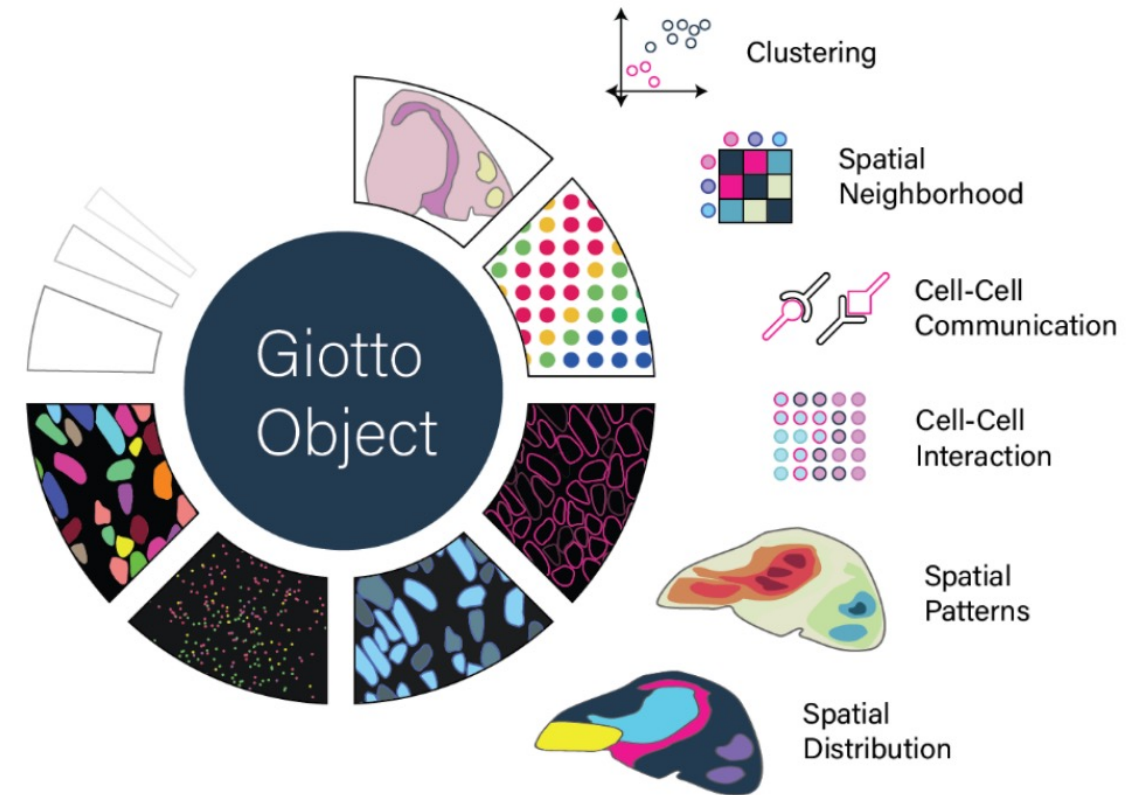 Clustering
Spatial
Neighborhood
Giotto
Object
Cell-Cell
Communication
Cell-Cell
Interaction
Spatial
Patterns
Spatial
Distribution